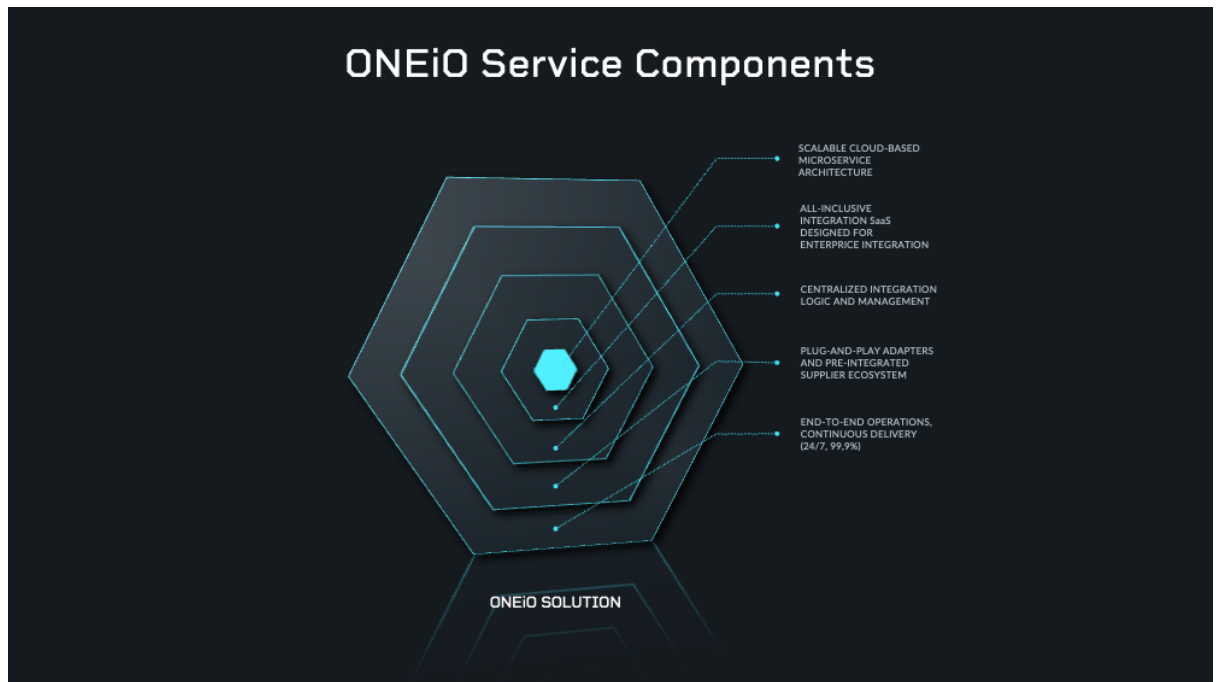 ONEiO Service Components
SCALABLE CLOUD-BASED
MICROSERVICE
ARCHITECTURE
ALL-INCLUSIVE
INTEGRATION SaaS
DESIGNED FOR
ENTERPRICE INTEGRATION
CENTRALIZED INTEGRATION
LOGIC AND MANAGEMENT
PLUG-AND-PLAY ADAPTERS
AND PRE-INTEGRATED
SUPPLIER ECOSYSTEM
END-TO-END OPERATIONS,
CONTINUOUS DELIVERY
(24/7, 99,9%)
ONEiO SOLUTION